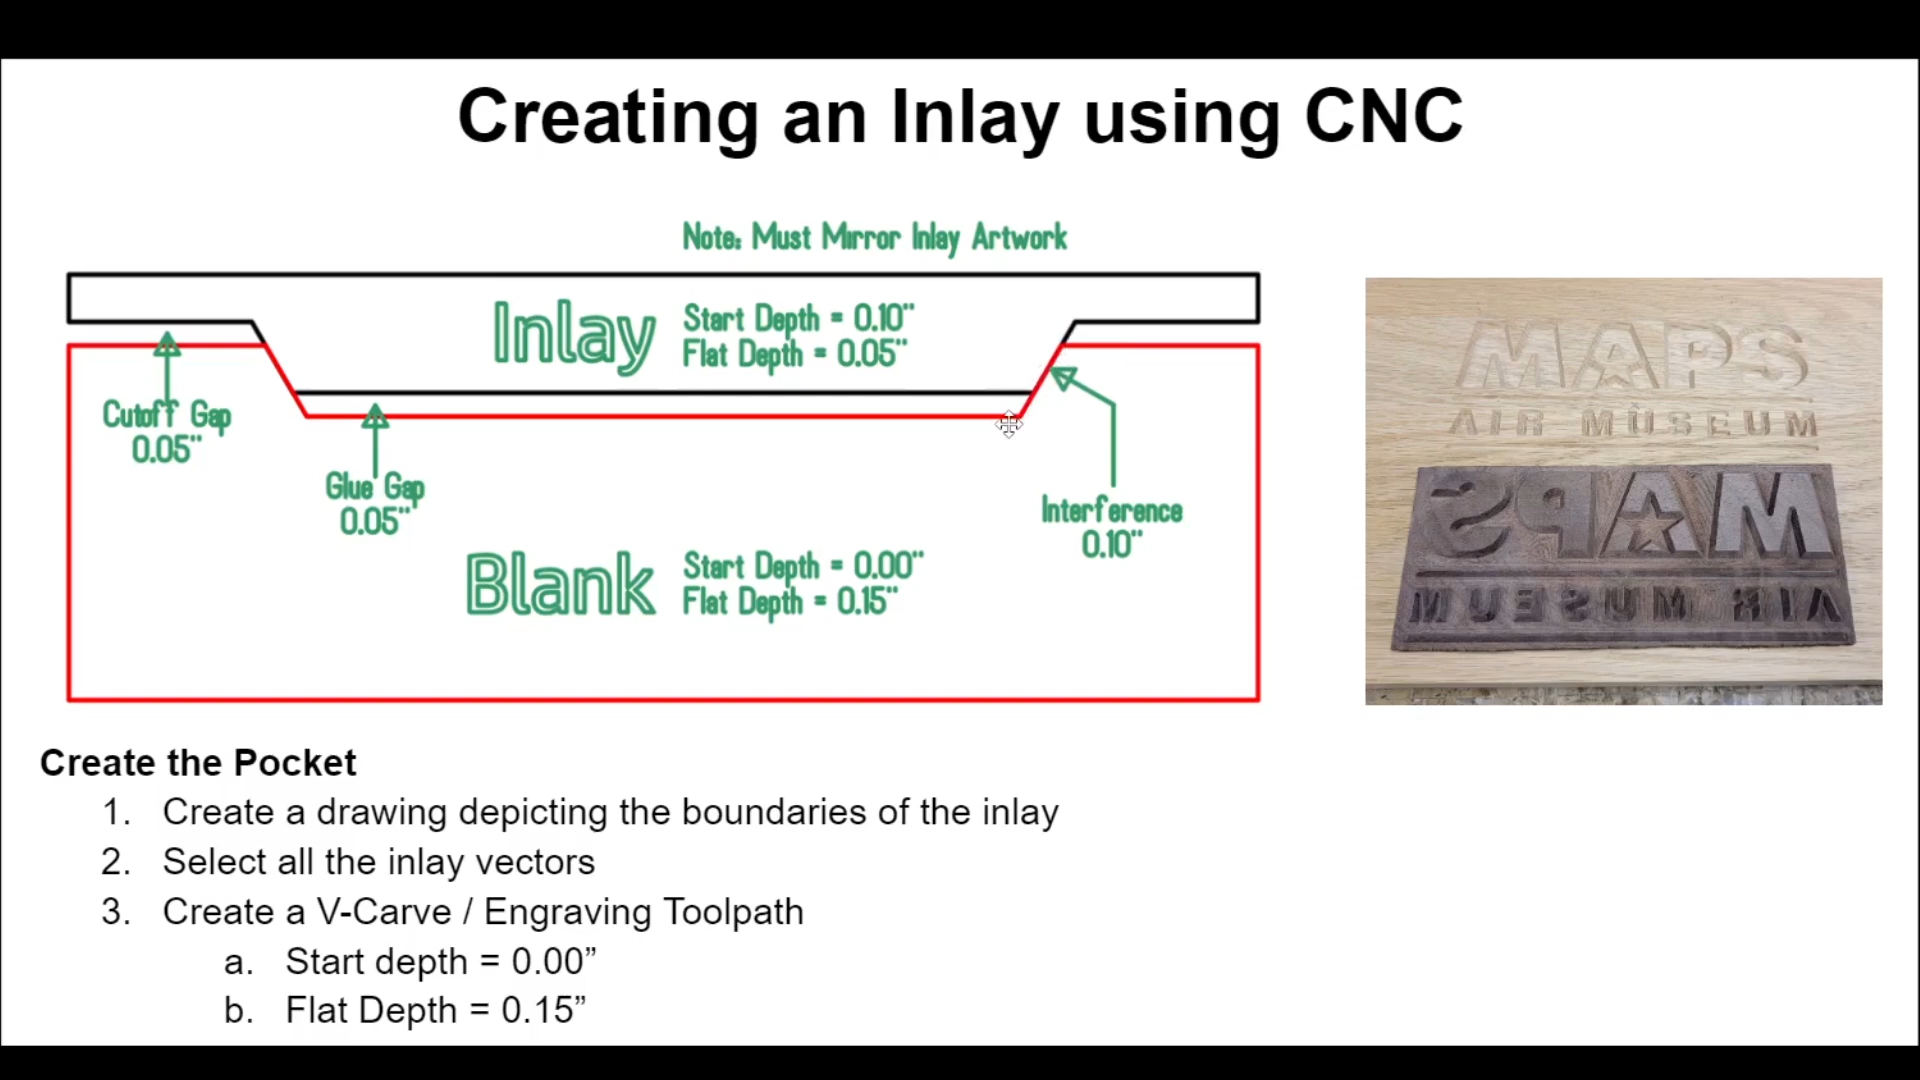 Creating an Inlay using CNC
Note: Must Mirror Inlay Artwork
Inlay
Start Depth = 0.10"
Flat Depth = 0.05"
Cutoff Gap
0.05"
Glue Gap
0.05"
Interference
0.10"
Blank
Start Depth = 0.00"
Flat Depth = 0.15"
MAPS
AIR MUSEUM
MAPS
AIR MUSEUM
Create the Pocket
1. Create a drawing depicting the boundaries of the inlay
2. Select all the inlay vectors
3. Create a V-Carve / Engraving Toolpath
a. Start depth = 0.00”
b. Flat Depth = 0.15”